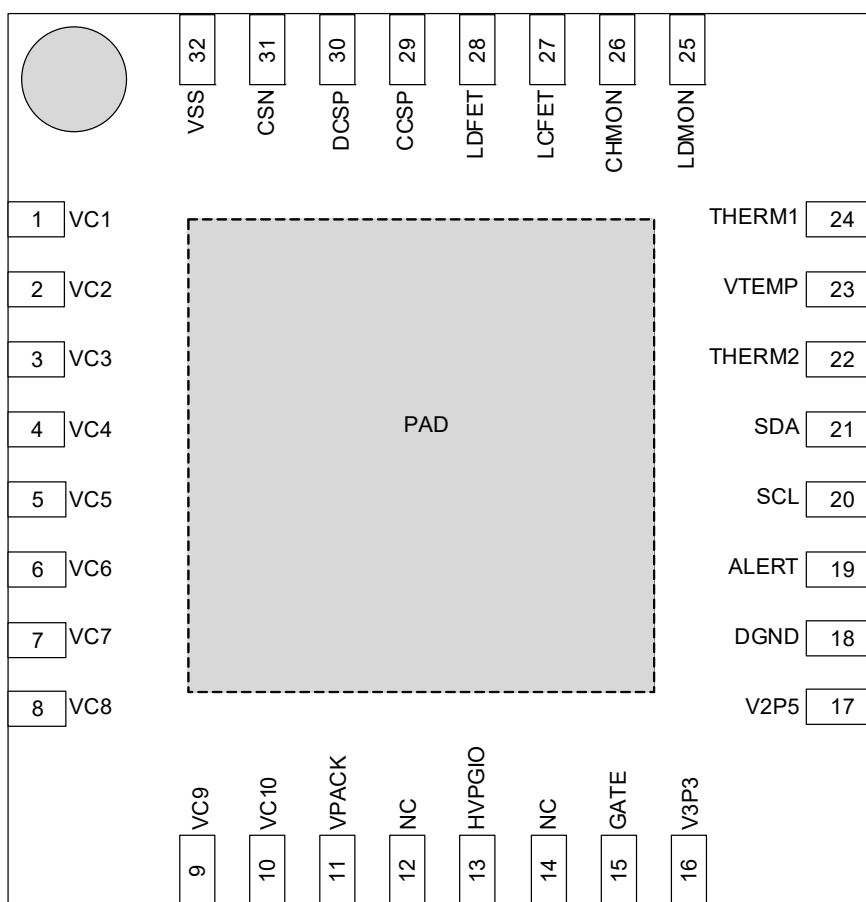 32 31 30 29 28 27 26 25
VSS CSN DCSP CCSP LDFET LCFET CHMON LDMON
1 VC1 THERM1 24
2 VC2 VTEMP 23
3 VC3 THERM2 22
4 VC4 PAD SDA 21
5 VC5 SCL 20
6 VC6 ALERT 19
7 VC7 DGND 18
8 VC8 V2P5 17
VC9 VC10 VPACK NC HVPGIO NC GATE V3P3
9 10 11 12 13 14 15 16